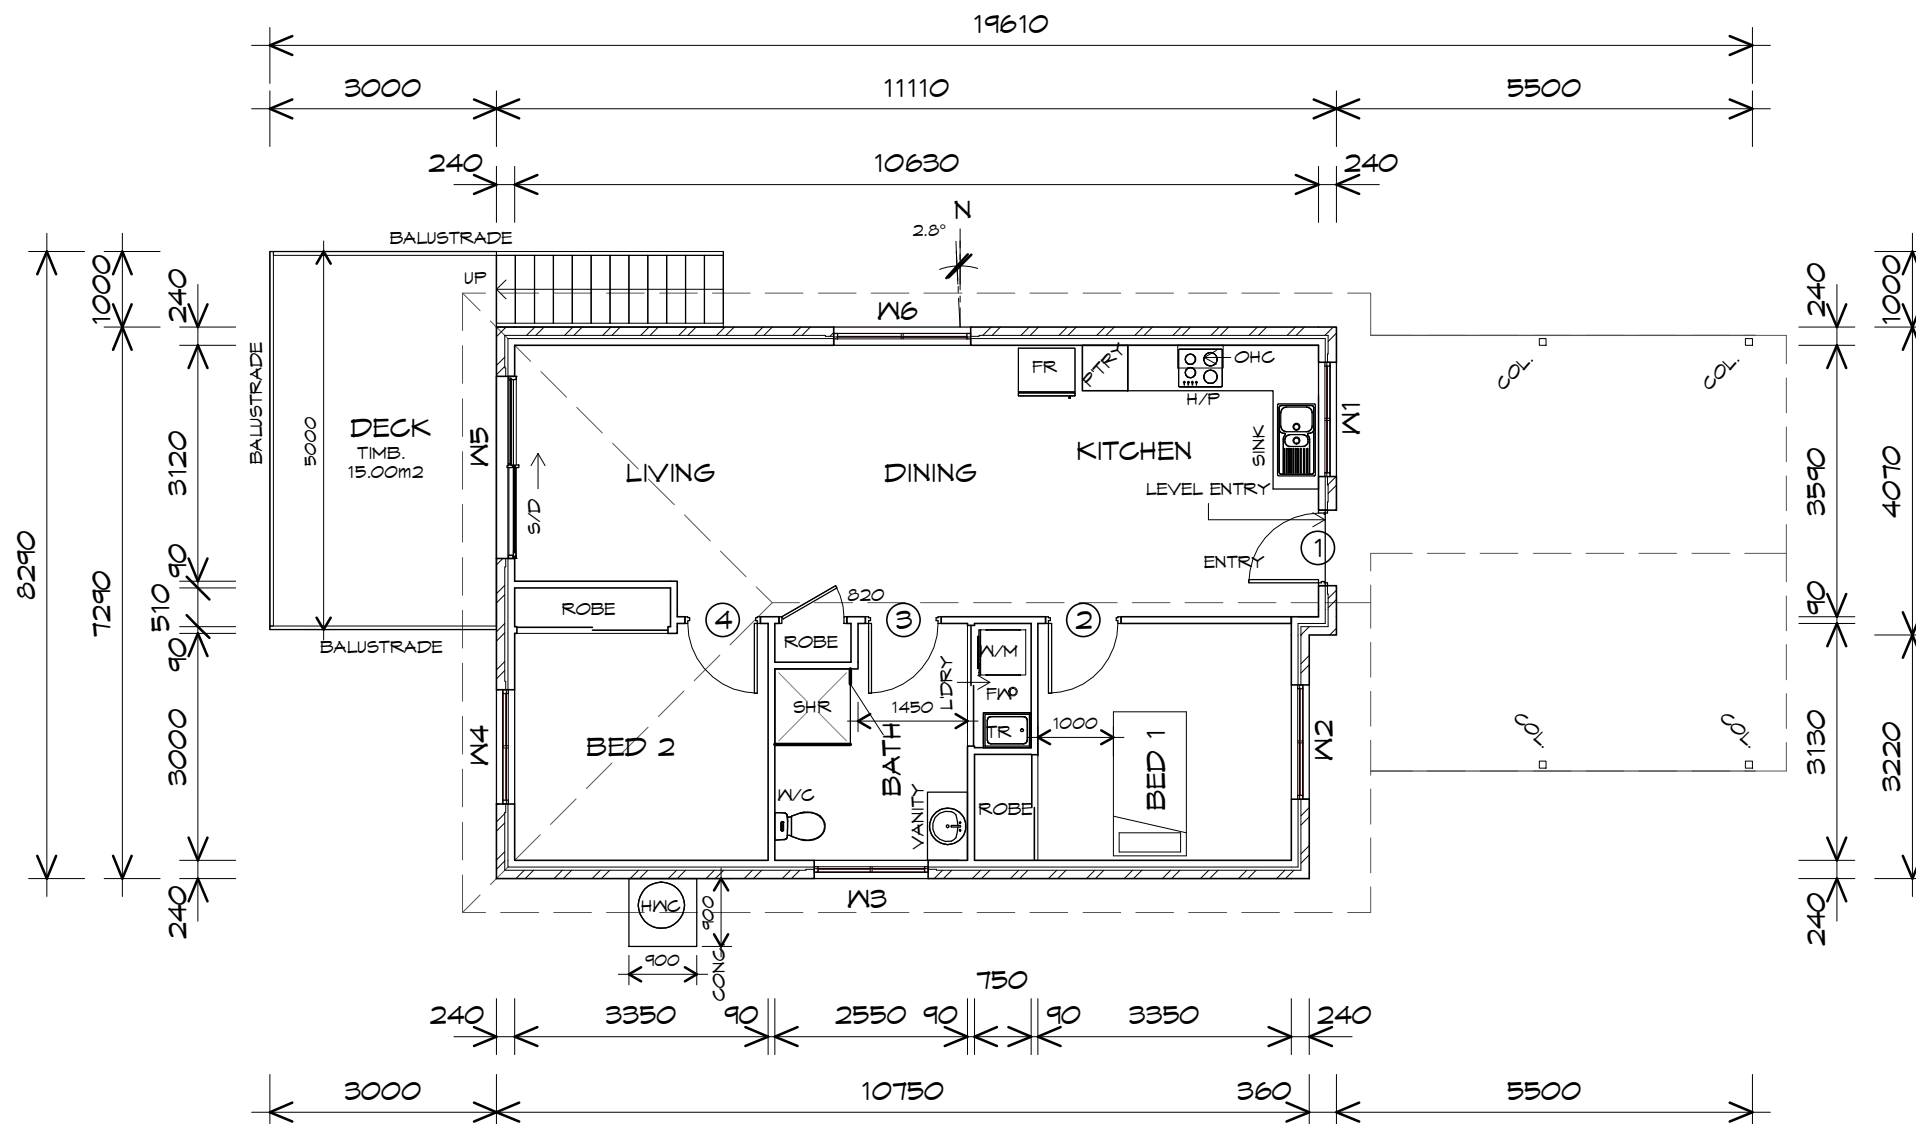 19610
3000 11110 5500
240 10630 240
N
2.8°
BALUSTRADE
UP
W6
1000
240
240
1000
BALUSTRADE
5000
DECK
TIMB.
15.00m2
W5
S/D
LIVING
DINING
KITCHEN
FR
P'TRY
OHC
H/P
SINK
W1
LEVEL ENTRY
ENTRY
1
COL.
COL.
8290
7290
3120
90
510
90
3000
240
3590
4070
90
3130
3220
240
ROBE
4
820
3
2
BALUSTRADE
ROBE
W/M
L'DRY
FW
SHR
1450
TR
1000
COL.
COL.
W4
BED 2
BATH
BED 1
W2
W/C
VANITY
ROBE
HWC
900
W3
900
CONC
750
240 3350 90 2550 90 90 3350 240
3000 10750 360 5500